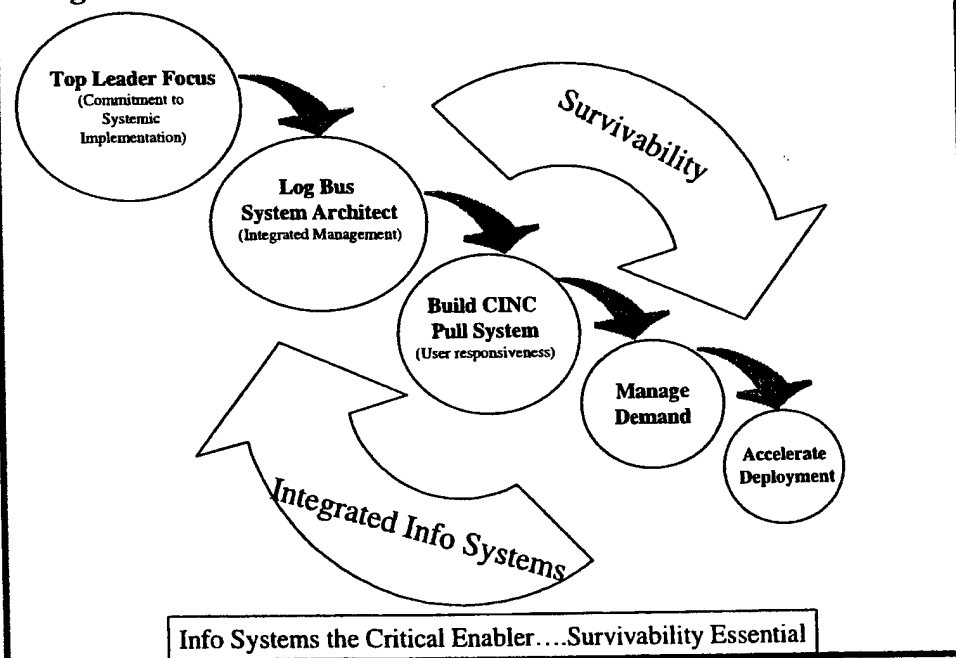 Top Leader Focus
(Commitment to
Systemic
Implementation)
Log Bus
System Architect
(Integrated Management)
Build CINC
Pull System
(User responsiveness)
Manage
Demand
Accelerate
Deployment
Survivability
Integrated Info Systems
Info Systems the Critical Enabler....Survivability Essential